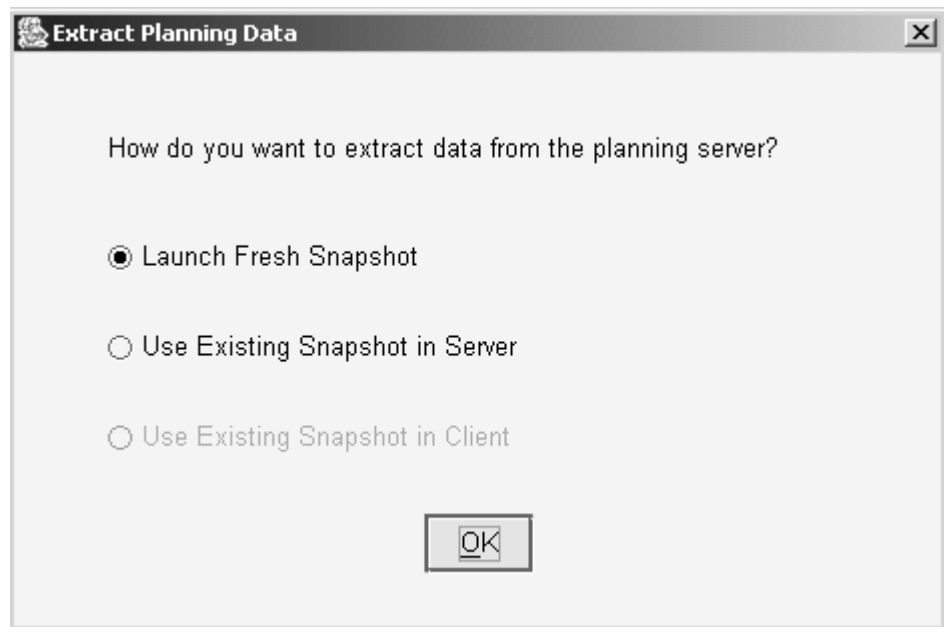 Extract Planning Data
How do you want to extract data from the planning server?
Launch Fresh Snapshot
Use Existing Snapshot in Server
Use Existing Snapshot in Client
OK